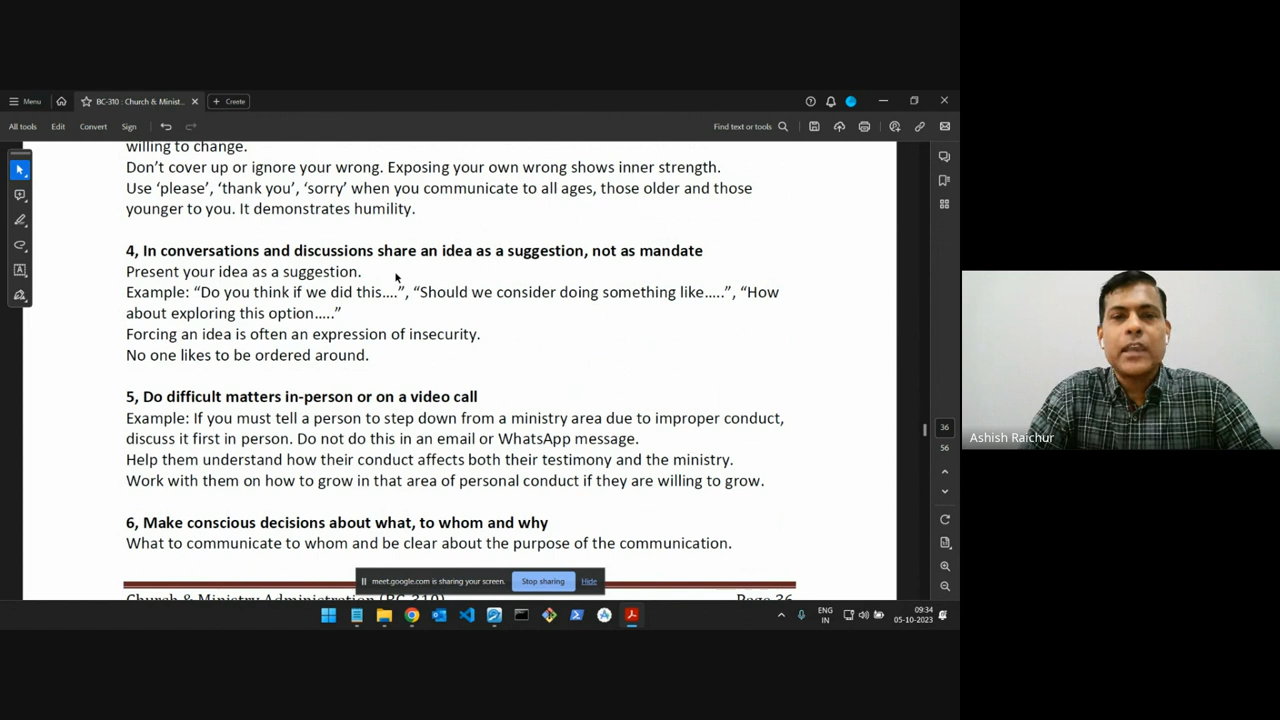 Menu
BC-310 : Church & Minist...
Create
All tools
Edit
Convert
Sign
Find text or tools
willing to change.
Don’t cover up or ignore your wrong. Exposing your own wrong shows inner strength.
Use ‘please’, ‘thank you’, ‘sorry’ when you communicate to all ages, those older and those
younger to you. It demonstrates humility.
4, In conversations and discussions share an idea as a suggestion, not as mandate
Present your idea as a suggestion.
Example: “Do you think if we did this….”, “Should we consider doing something like…..”, “How
about exploring this option…..”
Forcing an idea is often an expression of insecurity.
No one likes to be ordered around.
5, Do difficult matters in-person or on a video call
Example: If you must tell a person to step down from a ministry area due to improper conduct,
discuss it first in person. Do not do this in an email or WhatsApp message.
Help them understand how their conduct affects both their testimony and the ministry.
Work with them on how to grow in that area of personal conduct if they are willing to grow.
6, Make conscious decisions about what, to whom and why
What to communicate to whom and be clear about the purpose of the communication.
Church & Ministry Administration (BC-310)
Page 36
36
56
meet.google.com is sharing your screen.
Stop sharing
Hide
ENG
IN
09:34
05-10-2023
Ashish Raichur